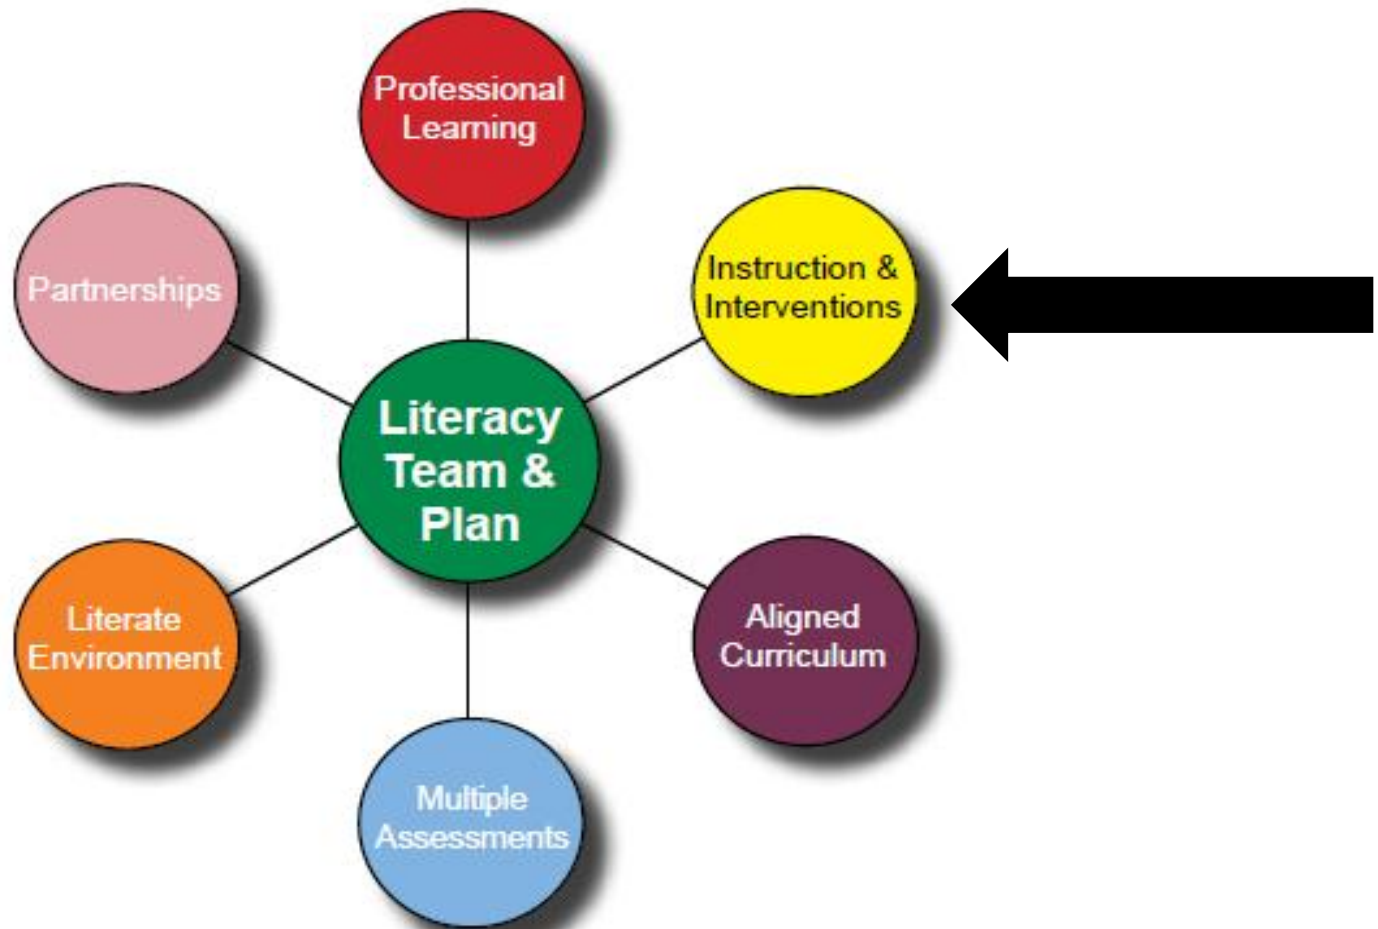 Professional
Learning
Partnerships
Instruction &
Interventions
Literacy
Team &
Plan
Literate
Environment
Aligned
Curriculum
Multiple
Assessments